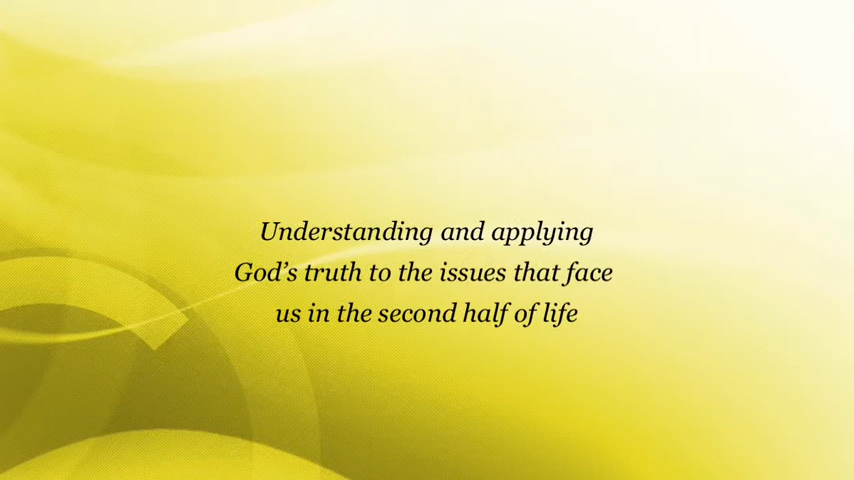 Understanding and applying
God’s truth to the issues that face
us in the second half of life